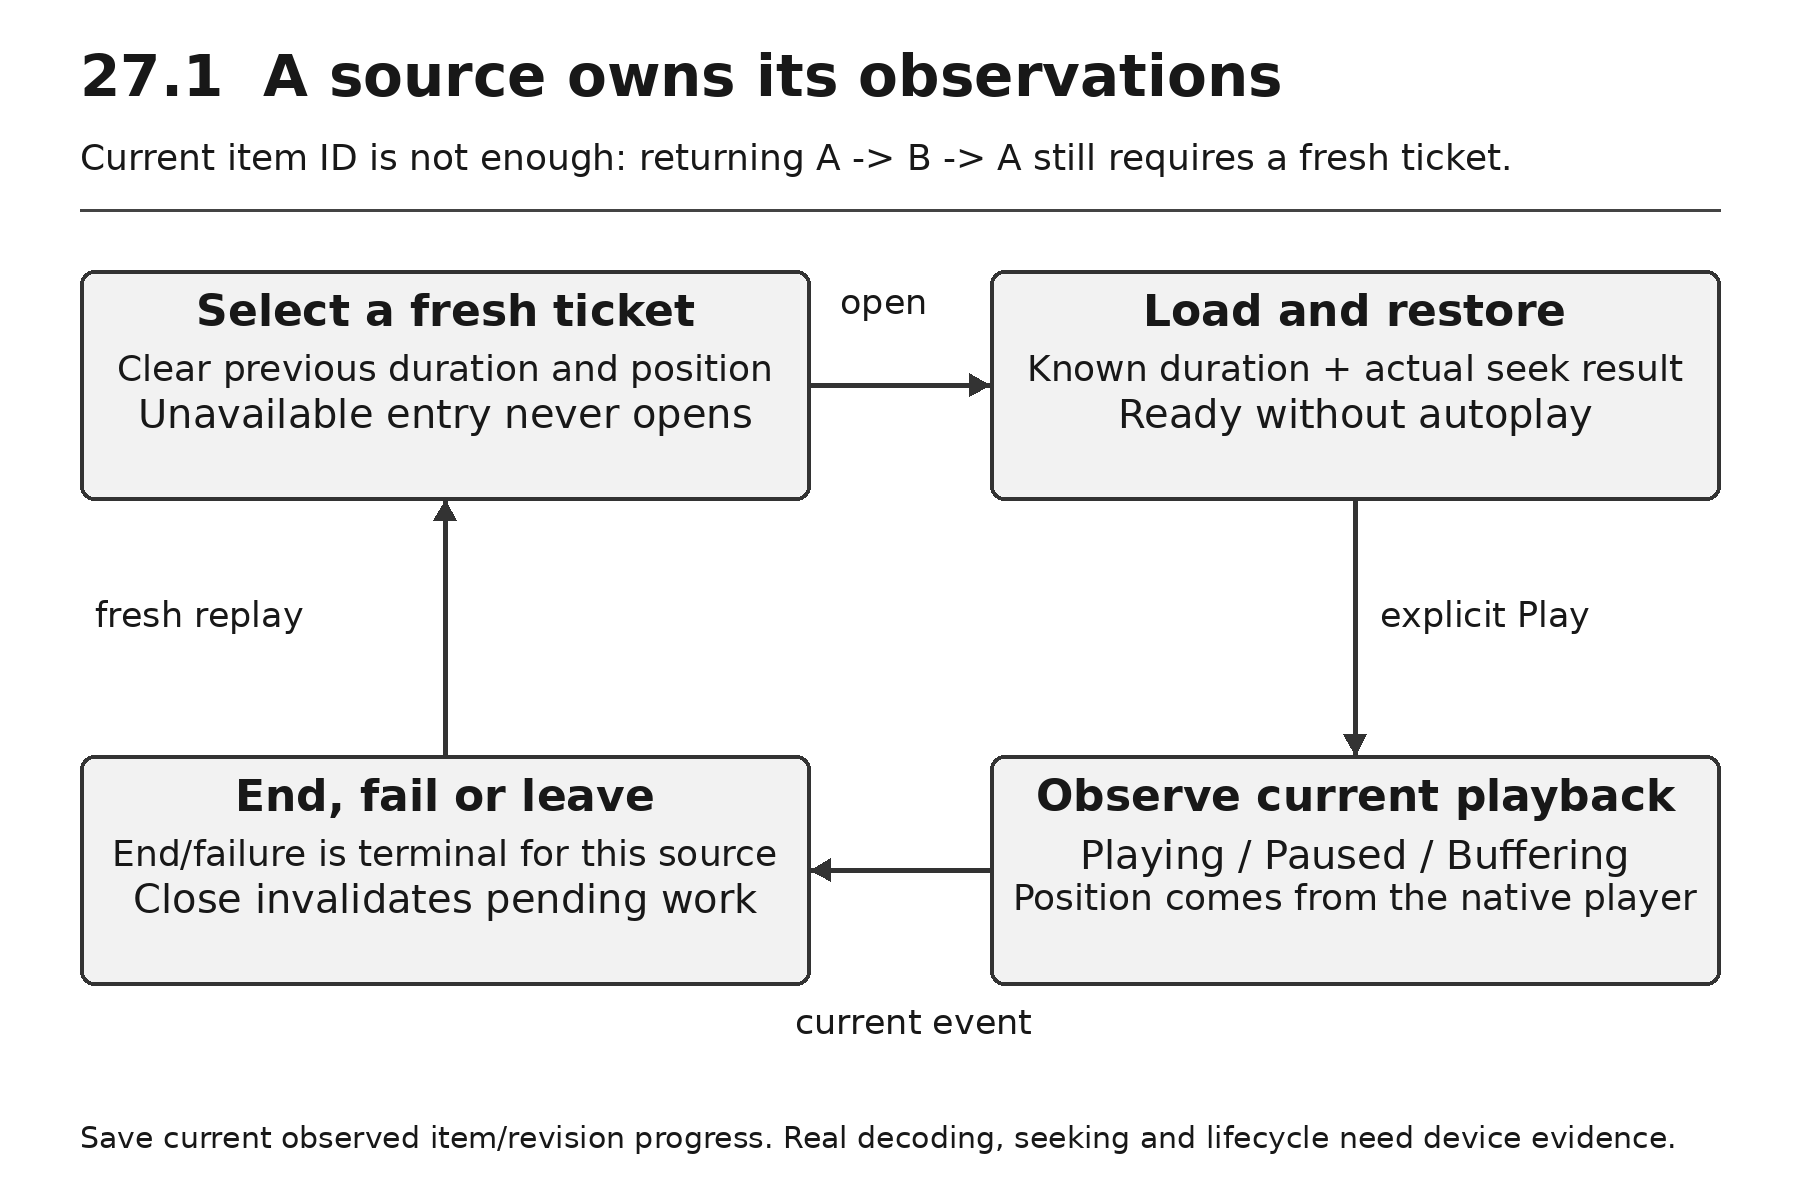 27.1  A source owns its observations
Current item ID is not enough: returning A -> B -> A still requires a fresh ticket.
Select a fresh ticket
Clear previous duration and position
Unavailable entry never opens
open
Load and restore
Known duration + actual seek result
Ready without autoplay
fresh replay
explicit Play
End, fail or leave
End/failure is terminal for this source
Close invalidates pending work
Observe current playback
Playing / Paused / Buffering
Position comes from the native player
current event
Save current observed item/revision progress. Real decoding, seeking and lifecycle need device evidence.